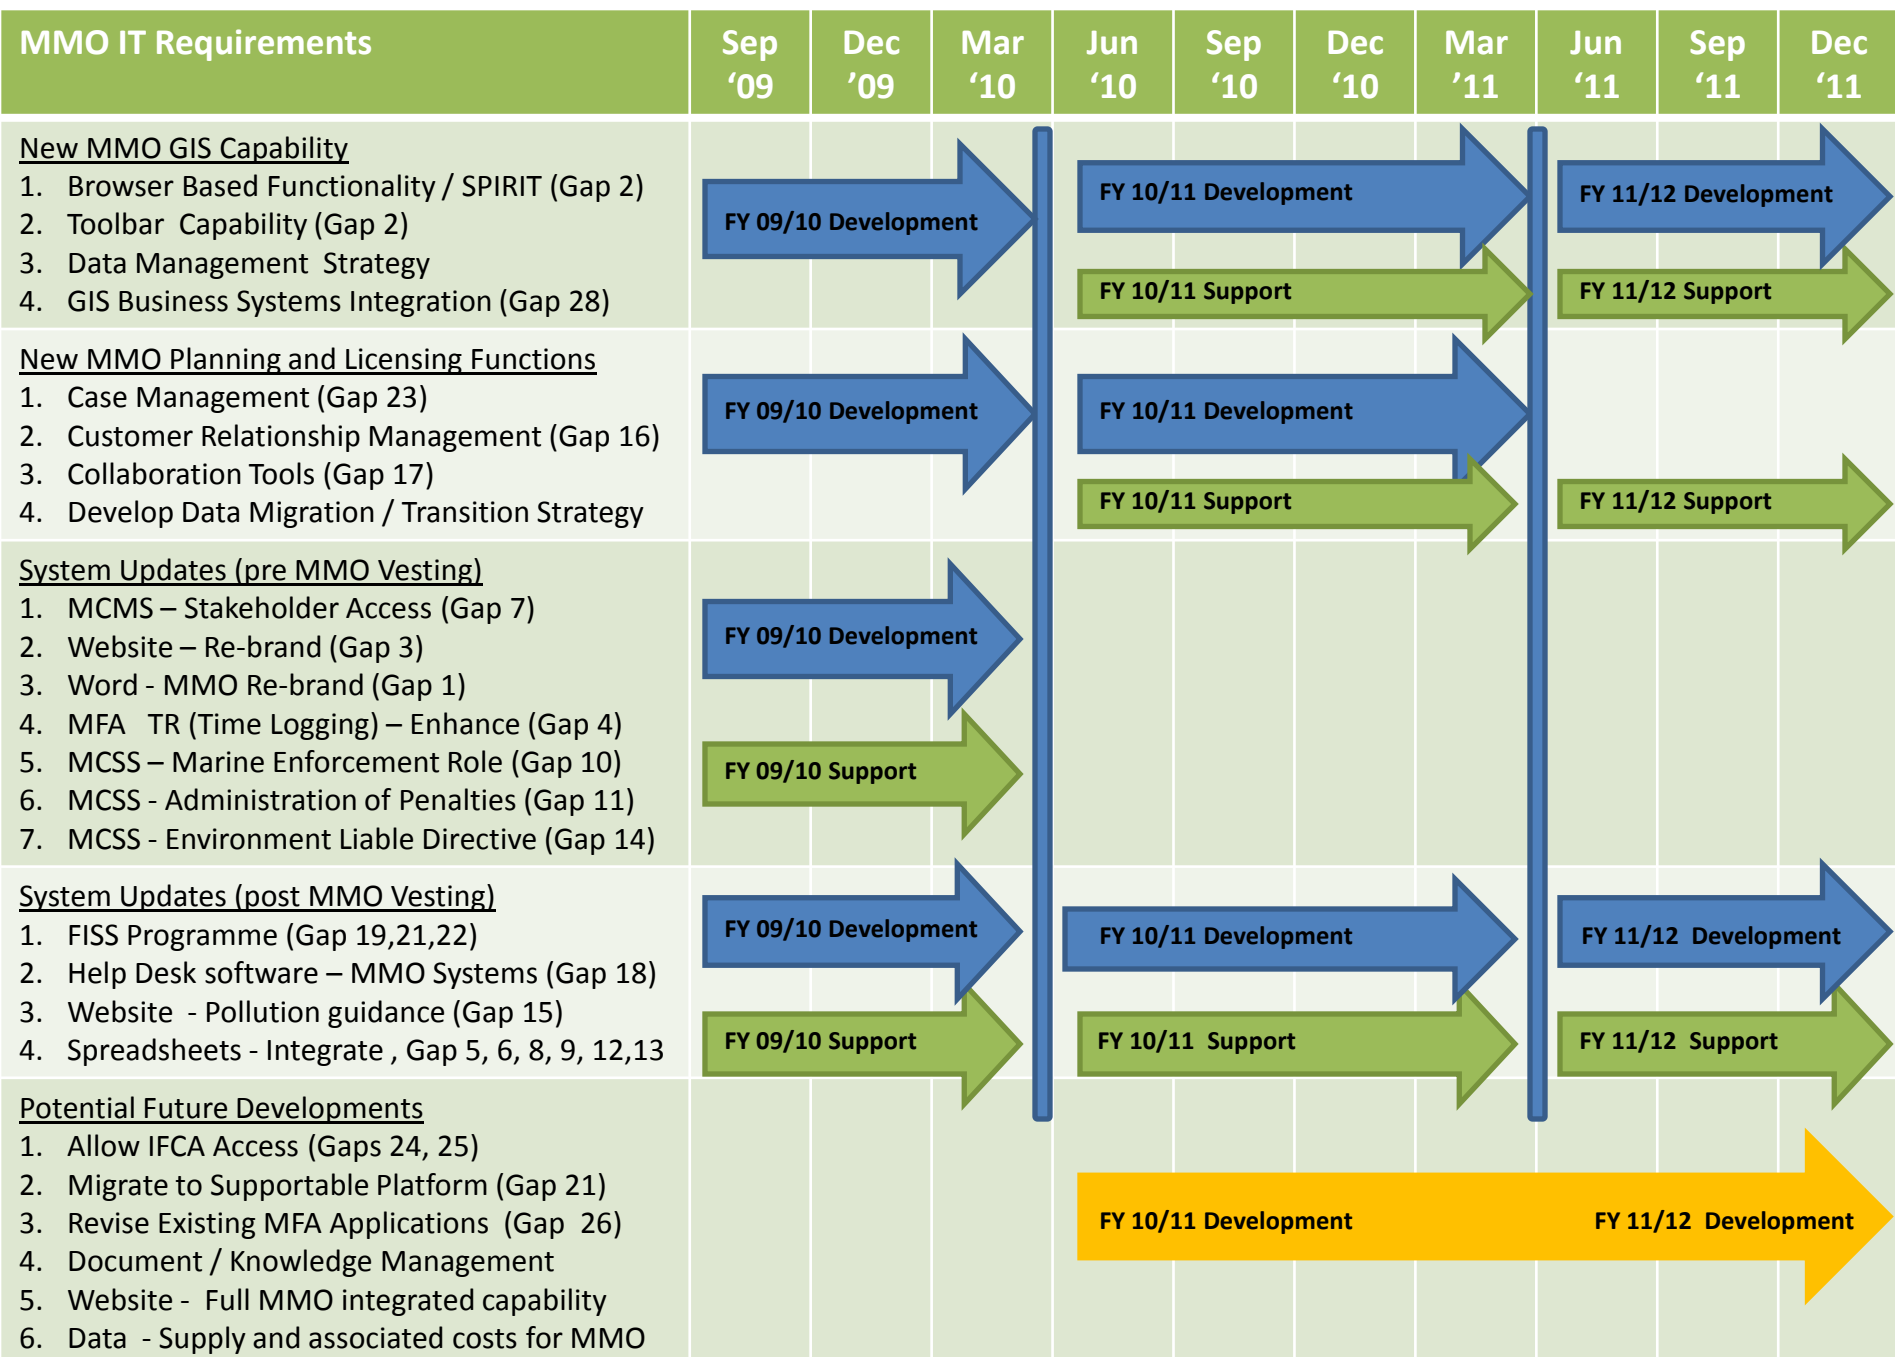 MMO IT Requirements
Sep Dec Mar Jun Sep Dec Mar Jun Sep Dec
‘09 ’09 ‘10 ‘10 ‘10 ‘10 ’11 ‘11 ‘11 ‘11
New MMO GIS Capability
1. Browser Based Functionality / SPIRIT (Gap 2)
2. Toolbar Capability (Gap 2)
3. Data Management Strategy
4. GIS Business Systems Integration (Gap 28)
FY 09/10 Development
FY 10/11 Development
FY 11/12 Development
FY 10/11 Support
FY 11/12 Support
New MMO Planning and Licensing Functions
1. Case Management (Gap 23)
2. Customer Relationship Management (Gap 16)
3. Collaboration Tools (Gap 17)
4. Develop Data Migration / Transition Strategy
FY 09/10 Development
FY 10/11 Development
FY 10/11 Support
FY 11/12 Support
System Updates (pre MMO Vesting)
1. MCMS – Stakeholder Access (Gap 7)
2. Website – Re-brand (Gap 3)
3. Word - MMO Re-brand (Gap 1)
4. MFA TR (Time Logging) – Enhance (Gap 4)
5. MCSS – Marine Enforcement Role (Gap 10)
6. MCSS - Administration of Penalties (Gap 11)
7. MCSS - Environment Liable Directive (Gap 14)
FY 09/10 Development
FY 09/10 Support
System Updates (post MMO Vesting)
1. FISS Programme (Gap 19,21,22)
2. Help Desk software – MMO Systems (Gap 18)
3. Website - Pollution guidance (Gap 15)
4. Spreadsheets - Integrate , Gap 5, 6, 8, 9, 12,13
FY 09/10 Development
FY 10/11 Development
FY 11/12 Development
FY 09/10 Support
FY 10/11 Support
FY 11/12 Support
Potential Future Developments
1. Allow IFCA Access (Gaps 24, 25)
2. Migrate to Supportable Platform (Gap 21)
3. Revise Existing MFA Applications (Gap 26)
4. Document / Knowledge Management
5. Website - Full MMO integrated capability
6. Data - Supply and associated costs for MMO
FY 10/11 Development
FY 11/12 Development